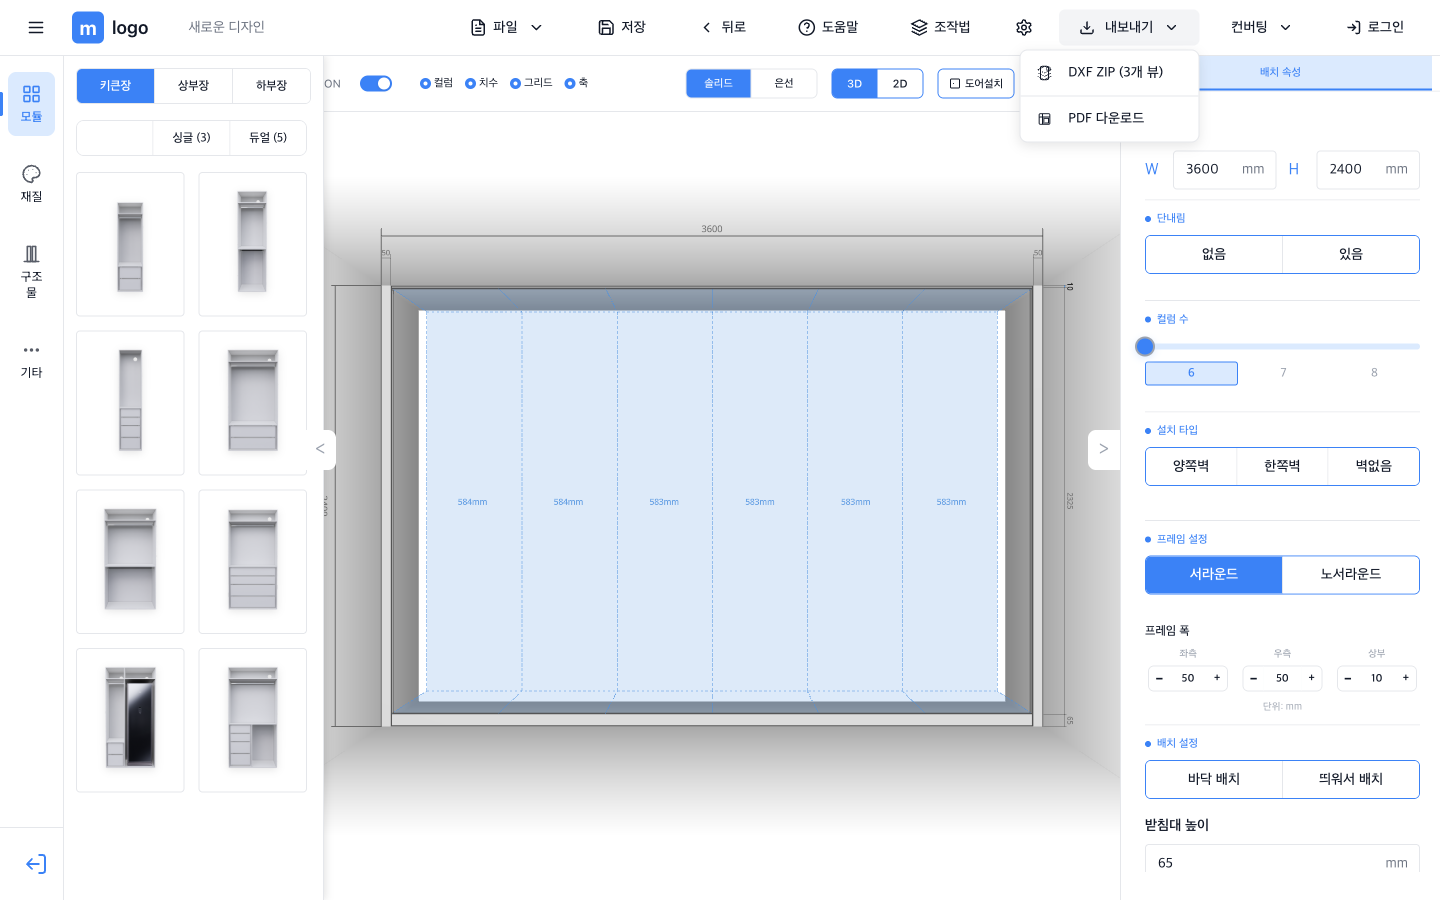 m logo
새로운 디자인
파일
저장
뒤로
도움말
조작법
내보내기
컨버팅
로그인
DXF ZIP (3개 뷰)
PDF 다운로드
모듈
재질
구조
물
기타
키큰장
상부장
하부장
싱글 (3)
듀얼 (5)
ON
컬럼
치수
그리드
축
솔리드
은선
3D
2D
도어설치
<
3600
50
50
10
584mm
584mm
583mm
583mm
583mm
583mm
2325
65
>
배치 속성
W
3600
mm
H
2400
mm
단내림
없음
있음
컬럼 수
6
7
8
설치 타입
양쪽벽
한쪽벽
벽없음
프레임 설정
서라운드
노서라운드
프레임 폭
좌측
우측
상부
− 50 +
− 50 +
− 10 +
단위: mm
배치 설정
바닥 배치
띄워서 배치
받침대 높이
65
mm